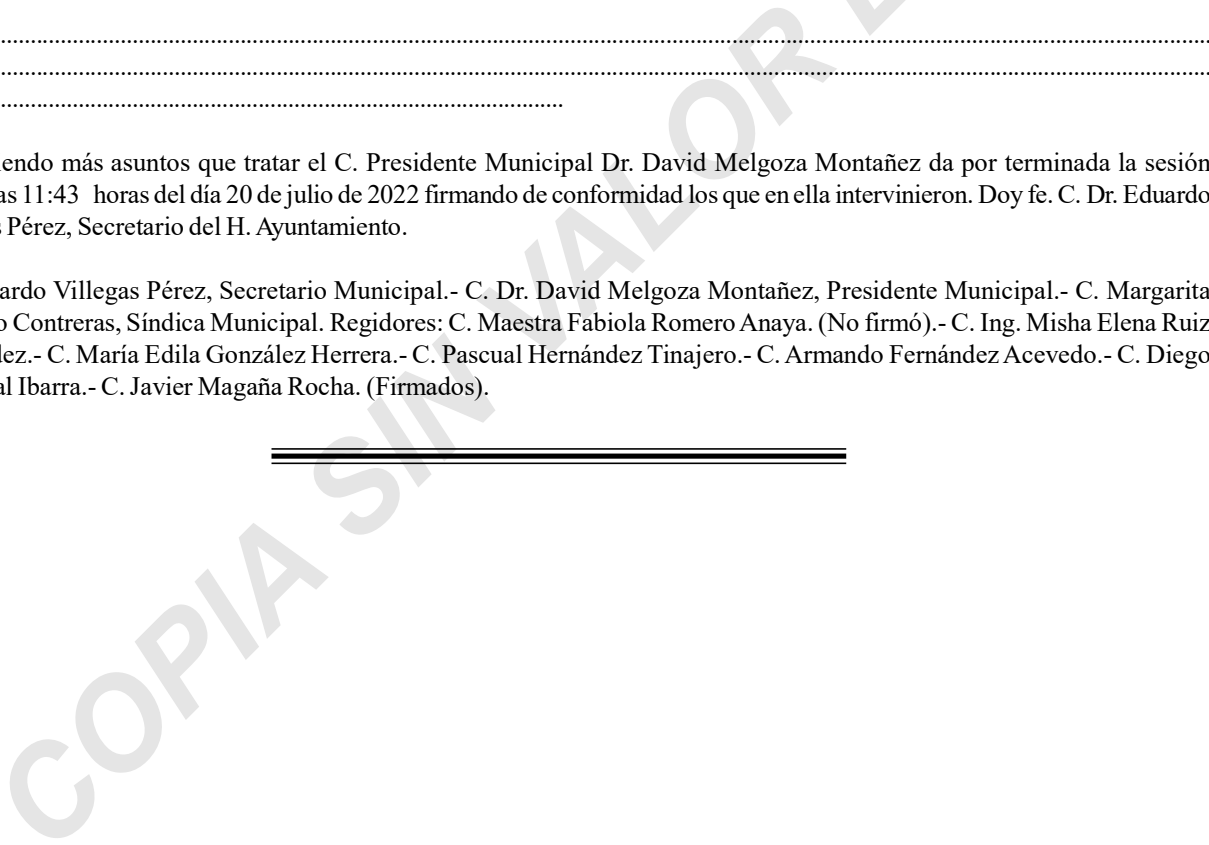 ...............................................................................................................................................................
...............................................................................................................................................................
...........................................................................
endo más asuntos que tratar el C. Presidente Municipal Dr. David Melgoza Montañez da por terminada la sesión
as 11:43 horas del día 20 de julio de 2022 firmando de conformidad los que en ella intervinieron. Doy fe. C. Dr. Eduardo
s Pérez, Secretario del H. Ayuntamiento.
ardo Villegas Pérez, Secretario Municipal.- C. Dr. David Melgoza Montañez, Presidente Municipal.- C. Margarita
o Contreras, Síndica Municipal. Regidores: C. Maestra Fabiola Romero Anaya. (No firmó).- C. Ing. Misha Elena Ruiz
lez.- C. María Edila González Herrera.- C. Pascual Hernández Tinajero.- C. Armando Fernández Acevedo.- C. Diego
al Ibarra.- C. Javier Magaña Rocha. (Firmados).
COPIA SIN VALOR